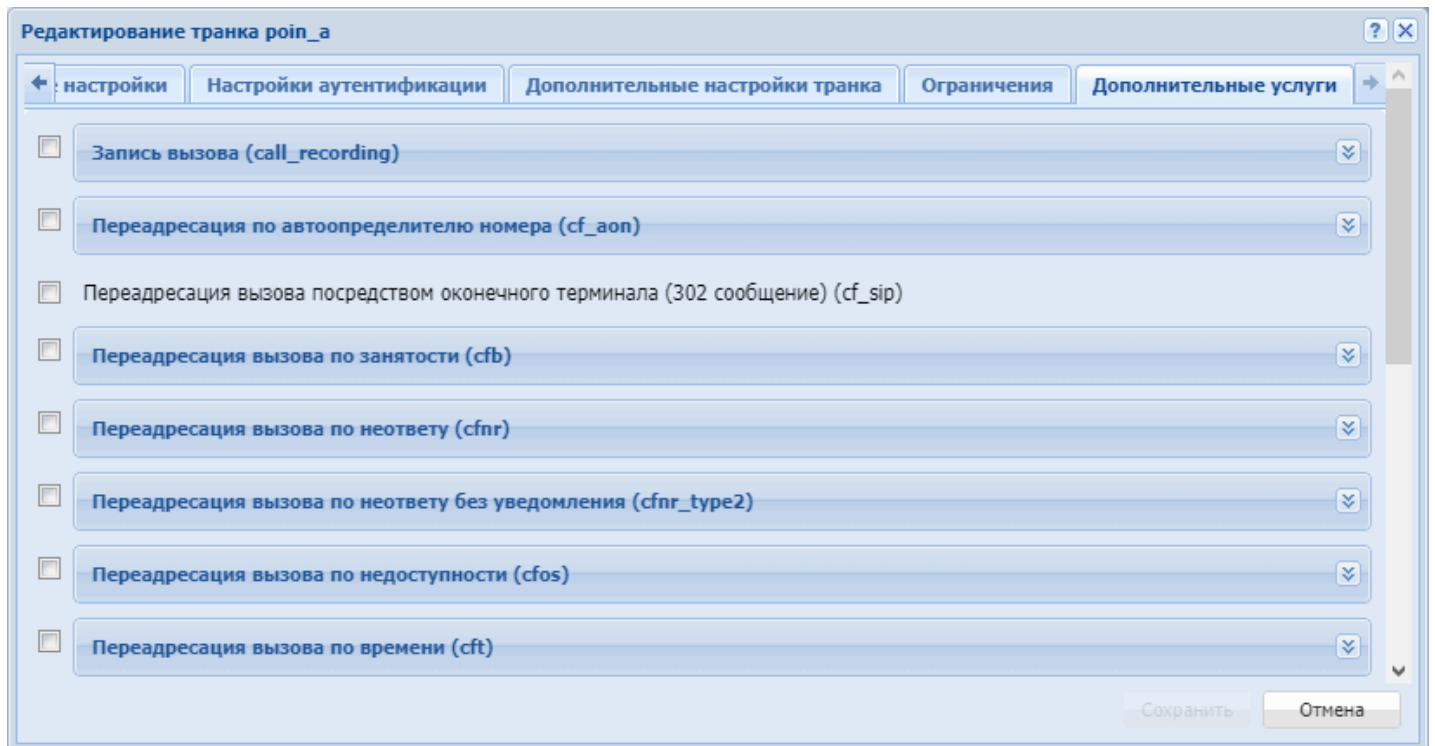 Редактирование транка poin_a
: настройки Настройки аутентификации Дополнительные настройки транка Ограничения Дополнительные услуги
Запись вызова (call_recording)
Переадресация по автоопределителю номера (cf_aon)
Переадресация вызова посредством оконечного терминала (302 сообщение) (cf_sip)
Переадресация вызова по занятости (cfb)
Переадресация вызова по неответу (cfnr)
Переадресация вызова по неответу без уведомления (cfnr_type2)
Переадресация вызова по недоступности (cfos)
Переадресация вызова по времени (cft)
Сохранить Отмена